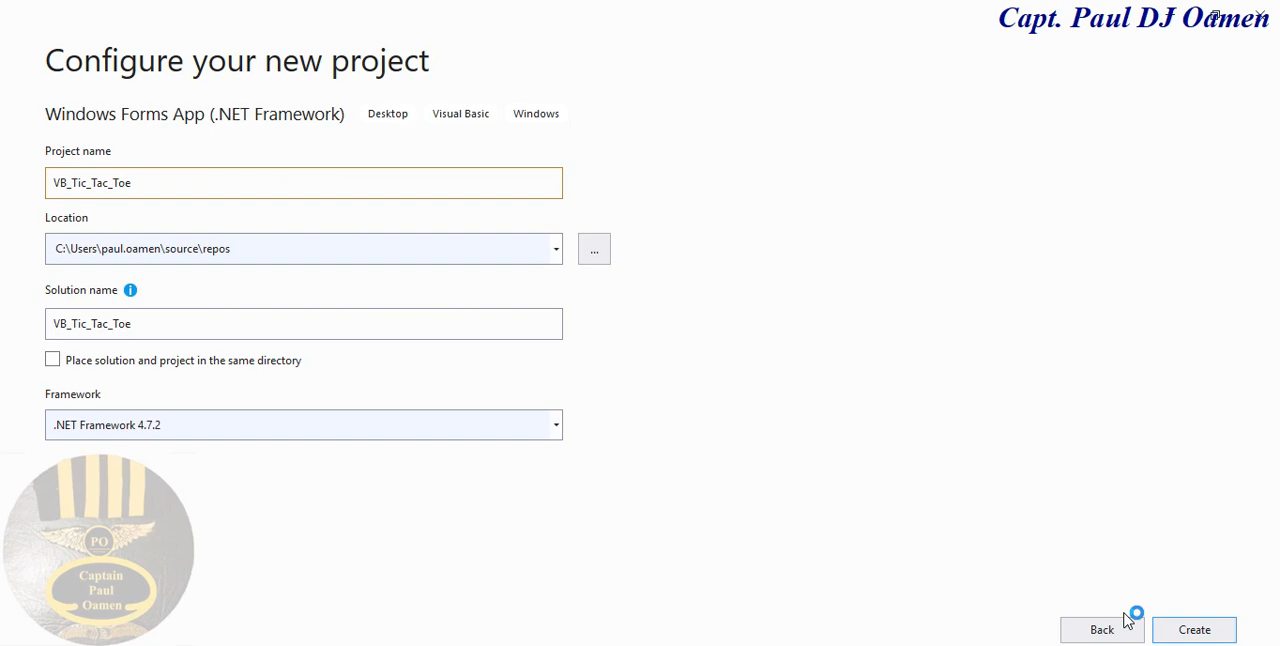 Capt. Paul DJ Oamen
Configure your new project
Windows Forms App (.NET Framework) Desktop Visual Basic Windows
Project name
VB_Tic_Tac_Toe
Location
C:\Users\paul.oamen\source\repos
...
Solution name
VB_Tic_Tac_Toe
Place solution and project in the same directory
Framework
.NET Framework 4.7.2
PO
Captain
Paul
Oamen
Back Create